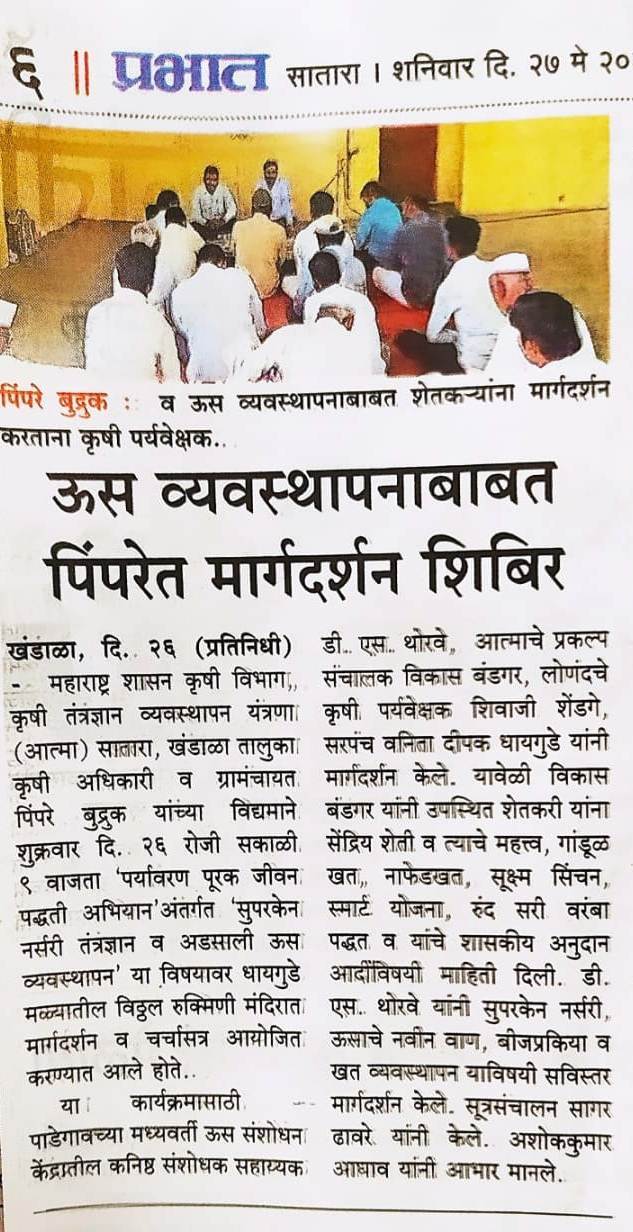 ६ || प्रभात सातारा । शनिवार दि. २७ मे २०
पिंपरे बुद्रुक : व ऊस व्यवस्थापनाबाबत शेतकऱ्यांना मार्गदर्शन
करताना कृषी पर्यवेक्षक..
ऊस व्यवस्थापनाबाबत
पिंपरेत मार्गदर्शन शिबिर
खंडाळा, दि. २६ (प्रतिनिधी)
- महाराष्ट्र शासन कृषी विभाग,
कृषी तंत्रज्ञान व्यवस्थापन यंत्रणा
(आत्मा) सातारा, खंडाळा तालुका
कृषी अधिकारी व ग्रामपंचायत
पिंपरे बुद्रुक यांच्या विद्यमाने
शुक्रवार दि. २६ रोजी सकाळी
९ वाजता ‘पर्यावरण पूरक जीवन
पद्धती अभियान’अंतर्गत ‘सुपरकेन
नर्सरी तंत्रज्ञान व अडसाली ऊस
व्यवस्थापन’ या विषयावर धायगुडे
मळ्यातील विठ्ठल रुक्मिणी मंदिरात
मार्गदर्शन व चर्चासत्र आयोजित
करण्यात आले होते..
या कार्यक्रमासाठी
पाडेगावच्या मध्यवर्ती ऊस संशोधन
केंद्रातील कनिष्ठ संशोधक सहाय्यक
डी. एस. थोरवे, आत्माचे प्रकल्प
संचालक विकास बंडगर, लोणंदचे
कृषी पर्यवेक्षक शिवाजी शेंडगे,
सरपंच वनिता दीपक धायगुडे यांनी
मार्गदर्शन केले. यावेळी विकास
बंडगर यांनी उपस्थित शेतकरी यांना
सेंद्रिय शेती व त्याचे महत्त्व, गांडूळ
खत, नाफेडखत, सूक्ष्म सिंचन,
स्मार्ट योजना, रुंद सरी वरंबा
पद्धत व यांचे शासकीय अनुदान
आदींविषयी माहिती दिली. डी.
एस. थोरवे यांनी सुपरकेन नर्सरी,
ऊसाचे नवीन वाण, बीजप्रकिया व
खत व्यवस्थापन याविषयी सविस्तर
मार्गदर्शन केले. सूत्रसंचालन सागर
ढावरे यांनी केले. अशोककुमार
आघाव यांनी आभार मानले.